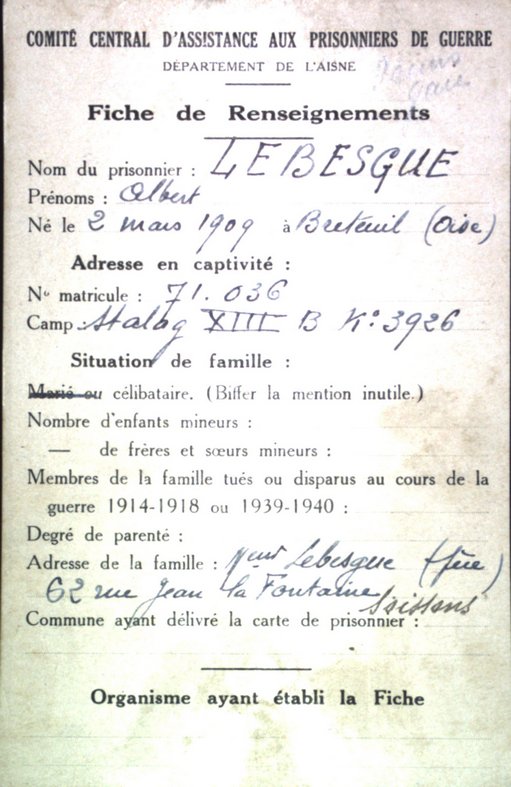 COMITÉ CENTRAL D'ASSISTANCE AUX PRISONNIERS DE GUERRE
DÉPARTEMENT DE L'AISNE
Fiche de Renseignements
Nom du prisonnier : LEBESGUE
Prénoms : Albert
Né le 2 mars 1909 à Breteuil (Oise)
Adresse en captivité :
No matricule : 71.036
Camp Stalag XIII B Ko 3926
Situation de famille :
Marié ou célibataire. (Biffer la mention inutile.)
Nombre d'enfants mineurs :
— de frères et sœurs mineurs :
Membres de la famille tués ou disparus au cours de la
guerre 1914-1918 ou 1939-1940 :
Degré de parenté :
Adresse de la famille : Lebesgue
62 rue Jean la Fontaine Soissons
Commune ayant délivré la carte de prisonnier :
Organisme ayant établi la Fiche